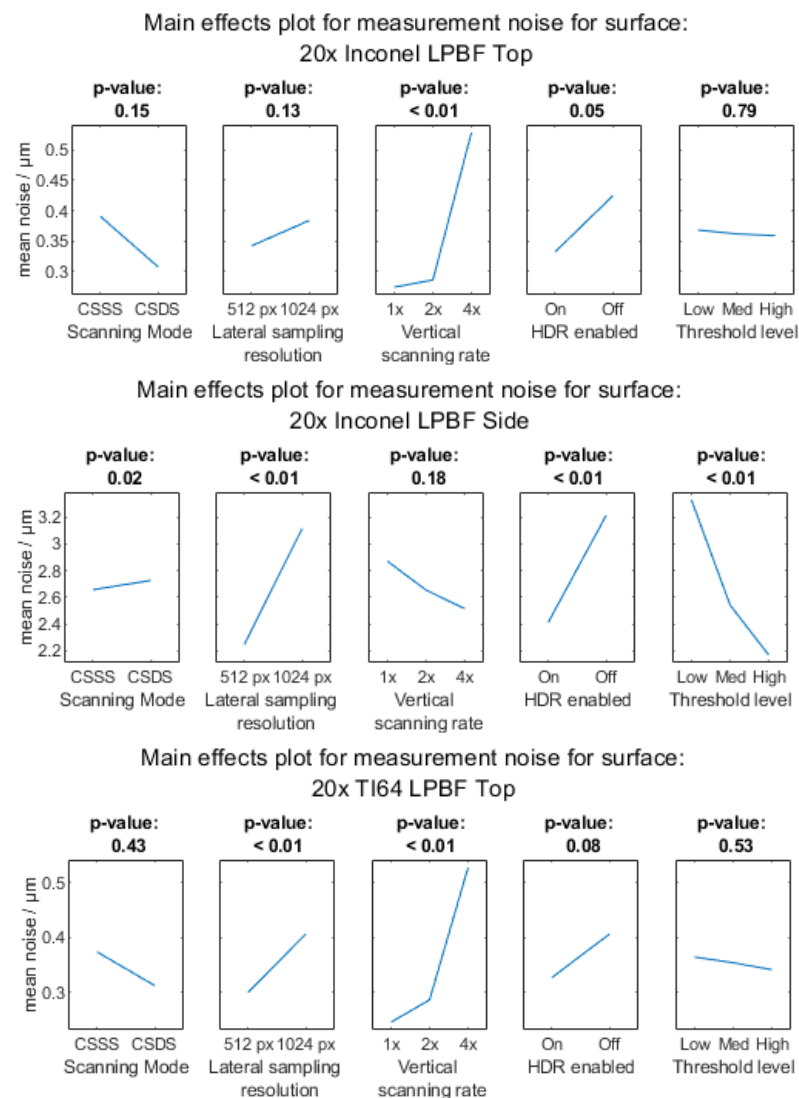 Main effects plot for measurement noise for surface:
20x Inconel LPBF Top
p-value: p-value: p-value: p-value: p-value:
0.15 0.13 < 0.01 0.05 0.79
mean noise / µm
0.5
0.45
0.4
0.35
0.3
CSSS CSDS 512 px 1024 px 1x 2x 4x On Off Low Med High
Scanning Mode Lateral sampling Vertical HDR enabled Threshold level
resolution scanning rate
Main effects plot for measurement noise for surface:
20x Inconel LPBF Side
p-value: p-value: p-value: p-value: p-value:
0.02 < 0.01 0.18 < 0.01 < 0.01
mean noise / µm
3.2
3
2.8
2.6
2.4
2.2
CSSS CSDS 512 px 1024 px 1x 2x 4x On Off Low Med High
Scanning Mode Lateral sampling Vertical HDR enabled Threshold level
resolution scanning rate
Main effects plot for measurement noise for surface:
20x TI64 LPBF Top
p-value: p-value: p-value: p-value: p-value:
0.43 < 0.01 < 0.01 0.08 0.53
mean noise / µm
0.5
0.4
0.3
CSSS CSDS 512 px 1024 px 1x 2x 4x On Off Low Med High
Scanning Mode Lateral sampling Vertical HDR enabled Threshold level
resolution scanning rate